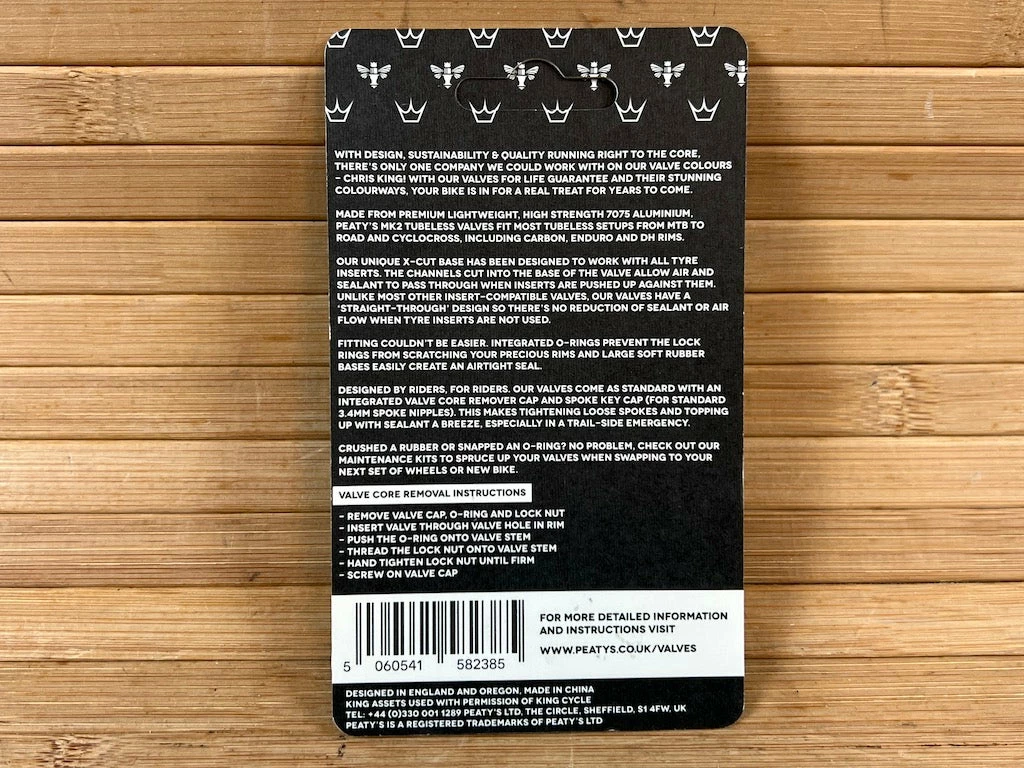 WITH DESIGN, SUSTAINABILITY & QUALITY RUNNING RIGHT TO THE CORE,
THERE'S ONLY ONE COMPANY WE COULD WORK WITH ON OUR VALVE COLOURS
– CHRIS KING! WITH OUR VALVES FOR LIFE GUARANTEE AND THEIR STUNNING
COLOURWAYS, YOUR BIKE IS IN FOR A REAL TREAT FOR YEARS TO COME.
MADE FROM PREMIUM LIGHTWEIGHT, HIGH STRENGTH 7075 ALUMINIUM,
PEATY'S MK2 TUBELESS VALVES FIT MOST TUBELESS SETUPS FROM MTB TO
ROAD AND CYCLOCROSS, INCLUDING CARBON, ENDURO AND DH RIMS.
OUR UNIQUE X-CUT BASE HAS BEEN DESIGNED TO WORK WITH ALL TYRE
INSERTS. THE CHANNELS CUT INTO THE BASE OF THE VALVE ALLOW AIR AND
SEALANT TO PASS THROUGH WHEN INSERTS ARE PUSHED UP AGAINST THEM.
UNLIKE MOST OTHER INSERT-COMPATIBLE VALVES, OUR VALVES HAVE A
'STRAIGHT-THROUGH' DESIGN SO THERE'S NO REDUCTION OF SEALANT OR AIR
FLOW WHEN TYRE INSERTS ARE NOT USED.
FITTING COULDN'T BE EASIER. INTEGRATED O-RINGS PREVENT THE LOCK
RINGS FROM SCRATCHING YOUR PRECIOUS RIMS AND LARGE SOFT RUBBER
BASES EASILY CREATE AN AIRTIGHT SEAL.
DESIGNED BY RIDERS. FOR RIDERS. OUR VALVES COME AS STANDARD WITH AN
INTEGRATED VALVE CORE REMOVER CAP AND SPOKE KEY CAP (FOR STANDARD
3.4MM SPOKE NIPPLES). THIS MAKES TIGHTENING LOOSE SPOKES AND TOPPING
UP WITH SEALANT A BREEZE, ESPECIALLY IN A TRAIL-SIDE EMERGENCY.
CRUSHED A RUBBER OR SNAPPED AN O-RING? NO PROBLEM, CHECK OUT OUR
MAINTENANCE KITS TO SPRUCE UP YOUR VALVES WHEN SWAPPING TO YOUR
NEXT SET OF WHEELS OR NEW BIKE.
VALVE CORE REMOVAL INSTRUCTIONS
– REMOVE VALVE CAP, O-RING AND LOCK NUT
– INSERT VALVE THROUGH VALVE HOLE IN RIM
– PUSH THE O-RING ONTO VALVE STEM
– THREAD THE LOCK NUT ONTO VALVE STEM
– HAND TIGHTEN LOCK NUT UNTIL FIRM
– SCREW ON VALVE CAP
5 060541 582385
FOR MORE DETAILED INFORMATION
AND INSTRUCTIONS VISIT
WWW.PEATYS.CO.UK/VALVES
DESIGNED IN ENGLAND AND OREGON, MADE IN CHINA
KING ASSETS USED WITH PERMISSION OF KING CYCLE
TEL: +44 (0)330 001 1289 PEATY'S LTD, THE CIRCLE, SHEFFIELD, S1 4FW. UK
PEATY'S IS A REGISTERED TRADEMARKS OF PEATY'S LTD